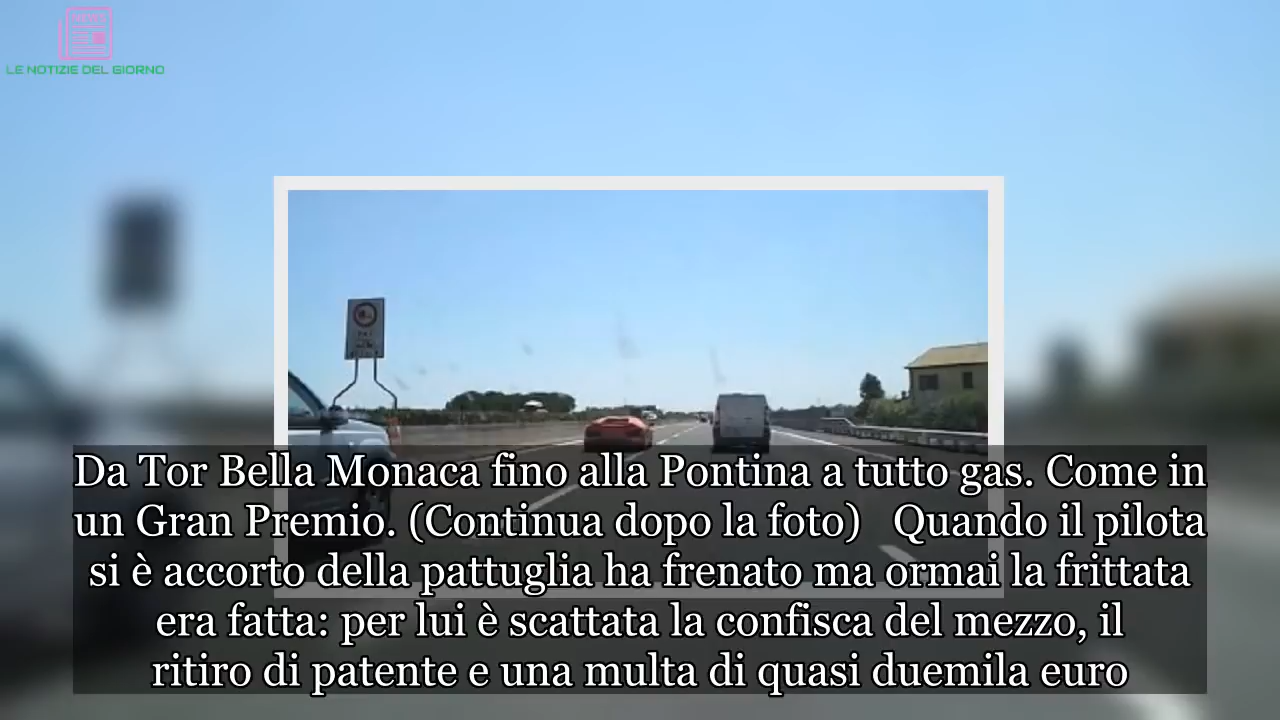 NEWS
LE NOTIZIE DEL GIORNO
Da Tor Bella Monaca fino alla Pontina a tutto gas. Come in
un Gran Premio. (Continua dopo la foto)   Quando il pilota
si è accorto della pattuglia ha frenato ma ormai la frittata
era fatta: per lui è scattata la confisca del mezzo, il
ritiro di patente e una multa di quasi duemila euro